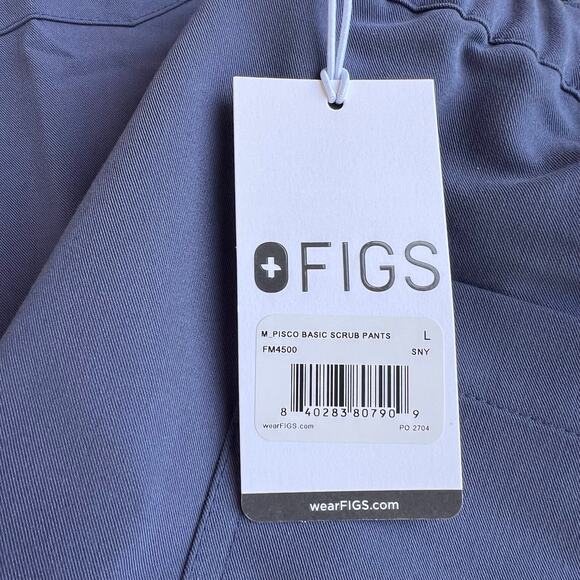 FIGS
M_PISCO BASIC SCRUB PANTS L
FM4500 SNY
8 40283 80790 9
wearFIGS.com PO 2704
wearFIGS.com